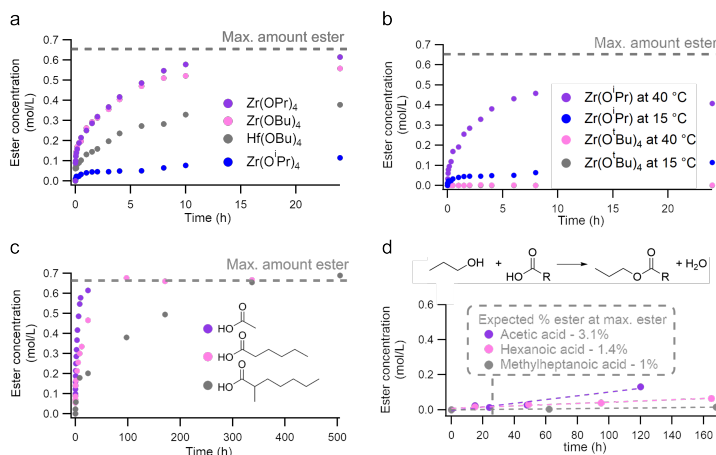 a
Max. amount ester
0.7
0.6
0.5
0.4
0.3
0.2
0.1
0.0
Ester concentration
(mol/L)
Zr(OPr)4
Zr(OBu)4
Hf(OBu)4
Zr(OiPr)4
0
10
20
Time (h)
b
Max. amount ester
0.7
0.6
0.5
0.4
0.3
0.2
0.1
0.0
Ester concentration
(mol/L)
Zr(OiPr) at 40 °C
Zr(OiPr) at 15 °C
Zr(OtBu)4 at 40 °C
Zr(OtBu)4 at 15 °C
0
10
20
Time (h)
c
Max. amount ester
0.7
0.6
0.5
0.4
0.3
0.2
0.1
0.0
Ester concentration
(mol/L)
O
HO
O
HO
O
HO
0
100
200
300
400
500
Time (h)
d
OH
+
O
HO
R
O
O
R
+ H2O
0.6
0.4
0.2
0.0
Ester concentration
(mol/L)
Expected % ester at max. ester
Acetic acid - 3.1%
Hexanoic acid - 1.4%
Methylheptanoic acid - 1%
0
20
40
60
80
100
120
140
160
time (h)